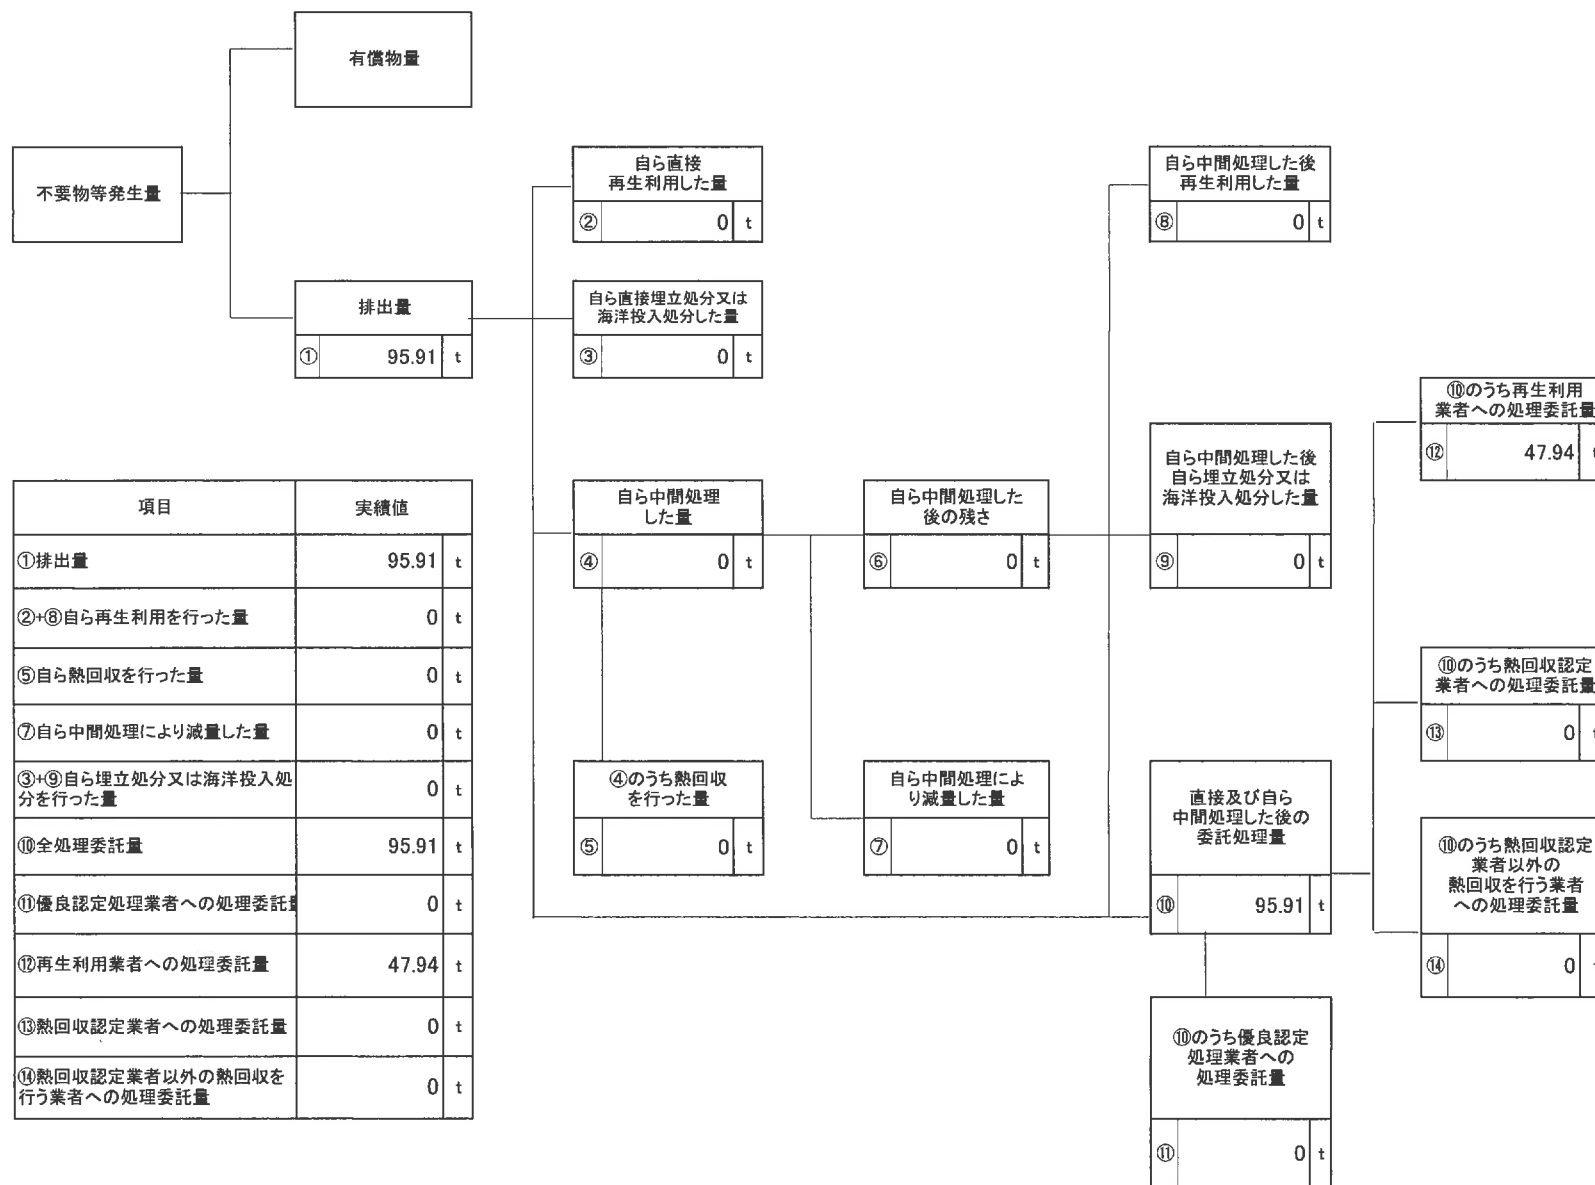 有償物量
不要物等発生量
排出量
① 95.91 t
自ら直接
再生利用した量
② 0 t
自ら直接埋立処分又は
海洋投入処分した量
③ 0 t
自ら中間処理
した量
④ 0 t
④のうち熱回収
を行った量
⑤ 0 t
自ら中間処理した
後の残さ
⑥ 0 t
自ら中間処理によ
り減量した量
⑦ 0 t
自ら中間処理した後
再生利用した量
⑧ 0 t
自ら中間処理した後
自ら埋立処分又は
海洋投入処分した量
⑨ 0 t
直接及び自ら
中間処理した後の
委託処理量
⑩ 95.91 t
⑩のうち優良認定
処理業者への
処理委託量
⑪ 0 t
⑩のうち再生利用
業者への処理委託量
⑫ 47.94
⑩のうち熱回収認定
業者への処理委託量
⑬ 0
⑩のうち熱回収認定
業者以外の
熱回収を行う業者
への処理委託量
⑭ 0
項目 実績値
①排出量 95.91 t
②+⑧自ら再生利用を行った量 0 t
⑤自ら熱回収を行った量 0 t
⑦自ら中間処理により減量した量 0 t
③+⑨自ら埋立処分又は海洋投入処
分を行った量 0 t
⑩全処理委託量 95.91 t
⑪優良認定処理業者への処理委託量 0 t
⑫再生利用業者への処理委託量 47.94 t
⑬熱回収認定業者への処理委託量 0 t
⑭熱回収認定業者以外の熱回収を
行う業者への処理委託量 0 t